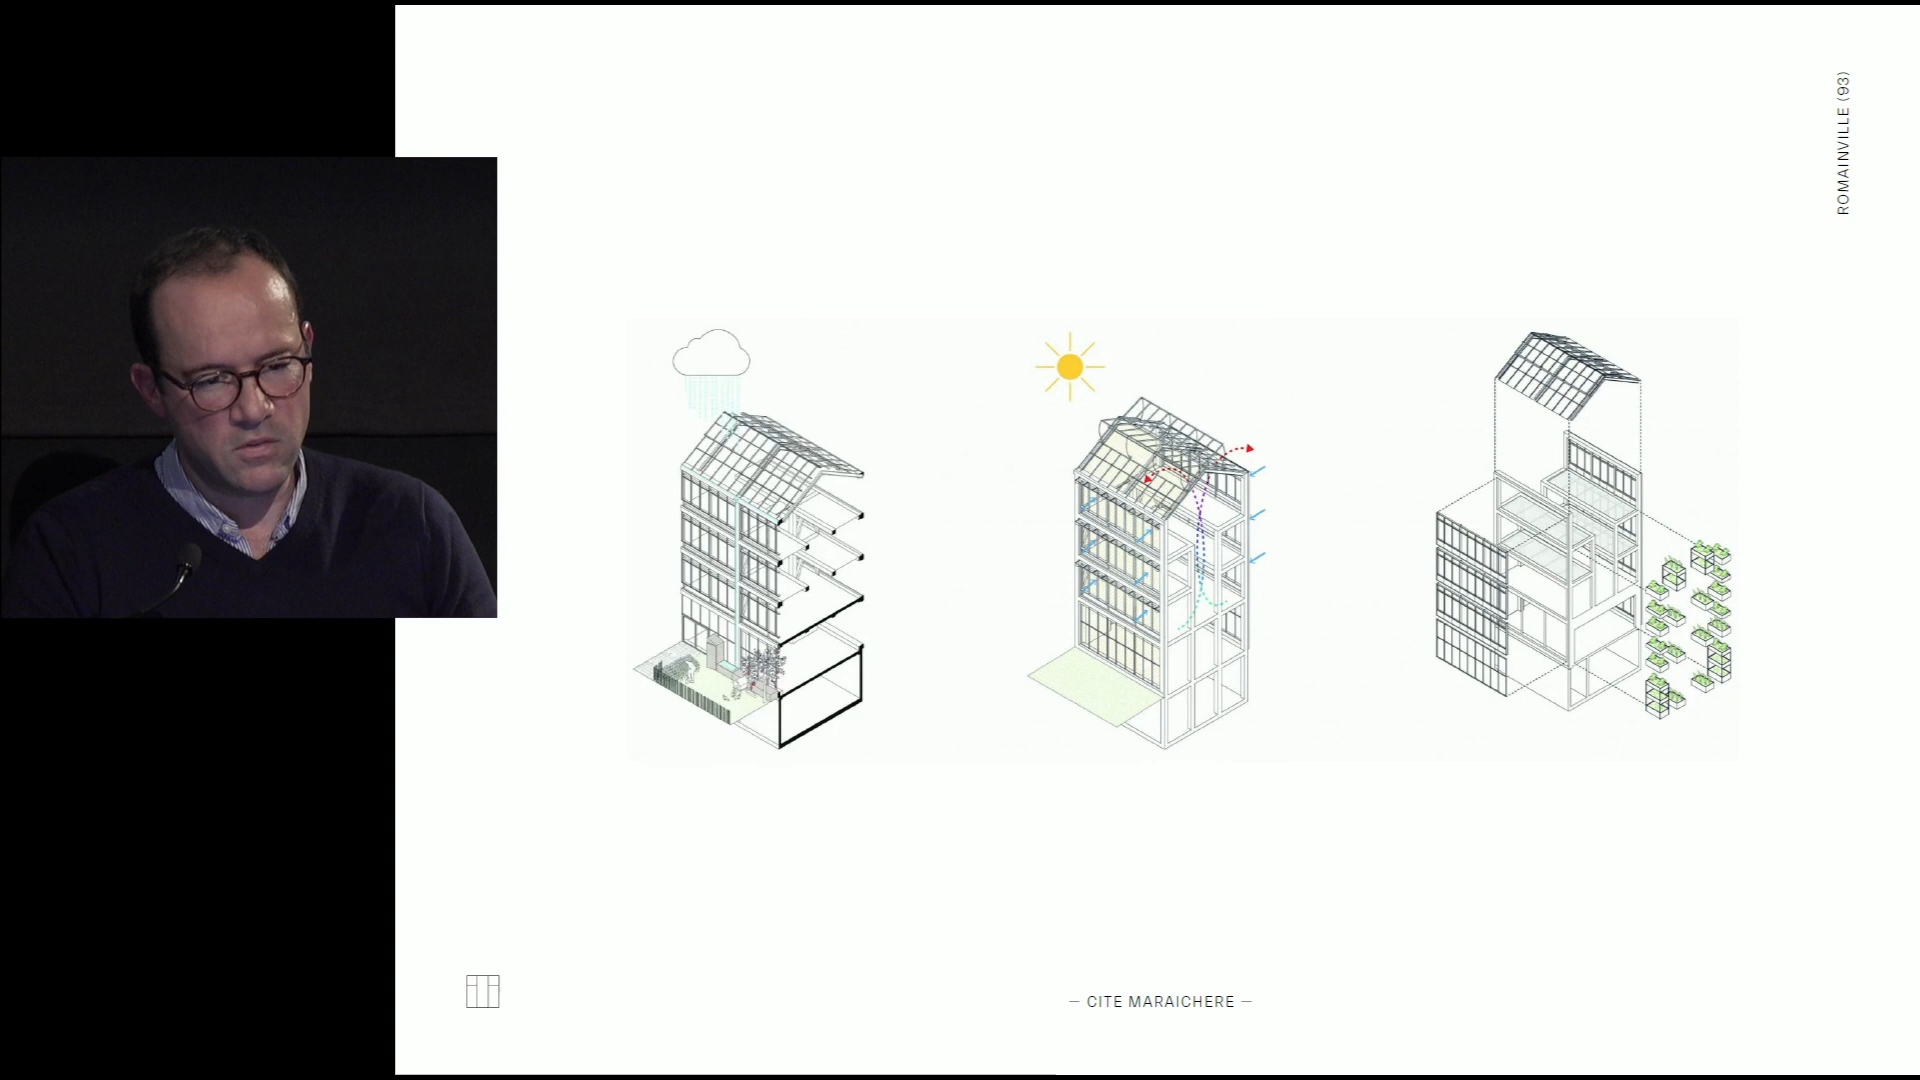 ROMAINVILLE (93)
— CITE MARAICHERE —